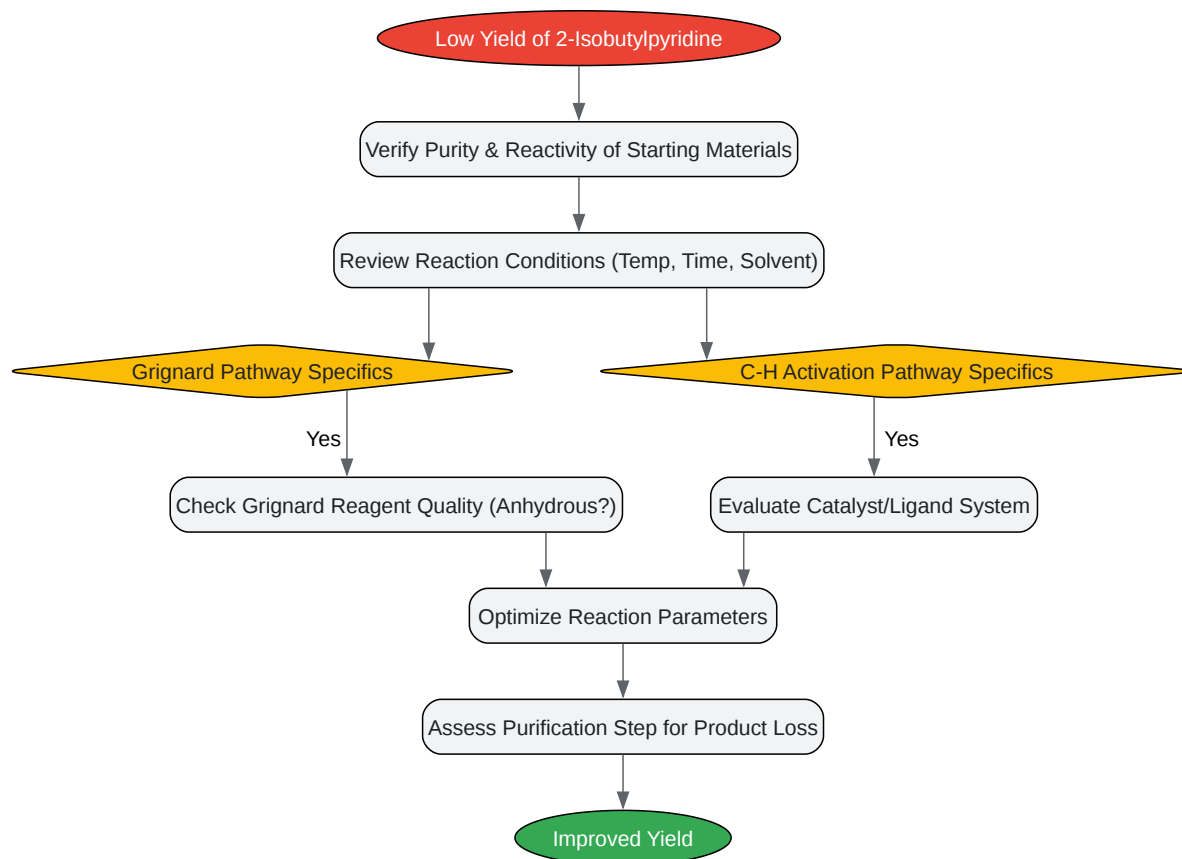 Low Yield of 2-Isobutylpyridine
Verify Purity & Reactivity of Starting Materials
Review Reaction Conditions (Temp, Time, Solvent)
Grignard Pathway Specifics
C-H Activation Pathway Specifics
Yes
Yes
Check Grignard Reagent Quality (Anhydrous?)
Evaluate Catalyst/Ligand System
Optimize Reaction Parameters
Assess Purification Step for Product Loss
Improved Yield